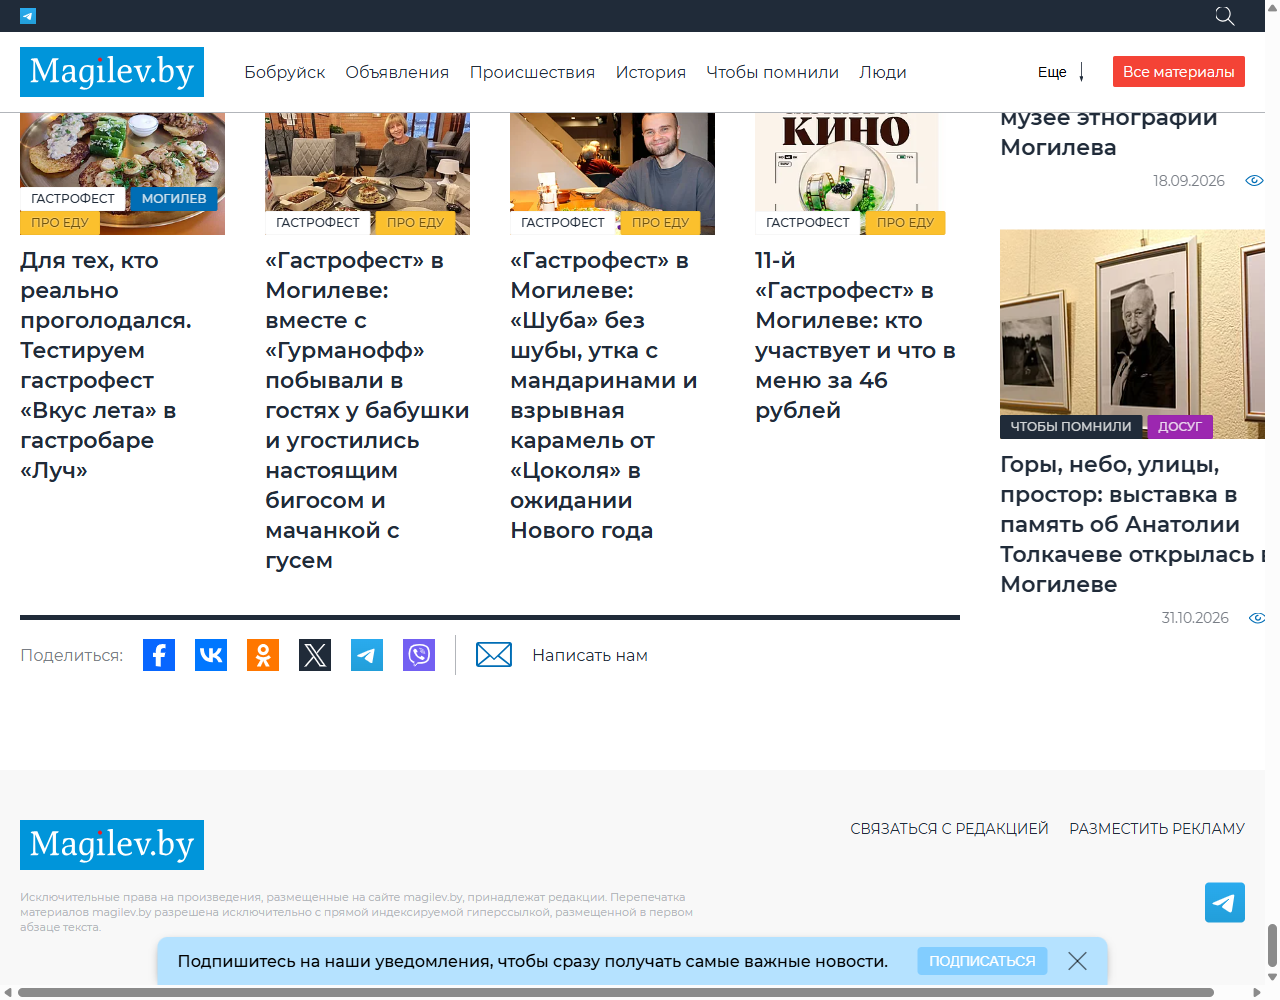 Magilev.by
Бобруйск Объявления Происшествия История Чтобы помнили Люди
Еще
Все материалы
ГАСТРОФЕСТ МОГИЛЕВ
ПРО ЕДУ
Для тех, кто
реально
проголодался.
Тестируем
гастрофест
«Вкус лета» в
гастробаре
«Луч»
ГАСТРОФЕСТ ПРО ЕДУ
«Гастрофест» в
Могилеве:
вместе с
«Гурманофф»
побывали в
гостях у бабушки
и угостились
настоящим
бигосом и
мачанкой с
гусем
ГАСТРОФЕСТ ПРО ЕДУ
«Гастрофест» в
Могилеве:
«Шуба» без
шубы, утка с
мандаринами и
взрывная
карамель от
«Цоколя» в
ожидании
Нового года
КИНО
ГАСТРОФЕСТ ПРО ЕДУ
11-й
«Гастрофест» в
Могилеве: кто
участвует и что в
меню за 46
рублей
музее этнографии
Могилева
18.09.2026
ЧТОБЫ ПОМНИЛИ ДОСУГ
Горы, небо, улицы,
простор: выставка в
память об Анатолии
Толкачеве открылась в
Могилеве
31.10.2026
Поделиться:
Написать нам
Magilev.by
СВЯЗАТЬСЯ С РЕДАКЦИЕЙ РАЗМЕСТИТЬ РЕКЛАМУ
Исключительные права на произведения, размещенные на сайте magilev.by, принадлежат редакции. Перепечатка
материалов magilev.by разрешена исключительно с прямой индексируемой гиперссылкой, размещенной в первом
абзаце текста.
Подпишитесь на наши уведомления, чтобы сразу получать самые важные новости.
ПОДПИСАТЬСЯ